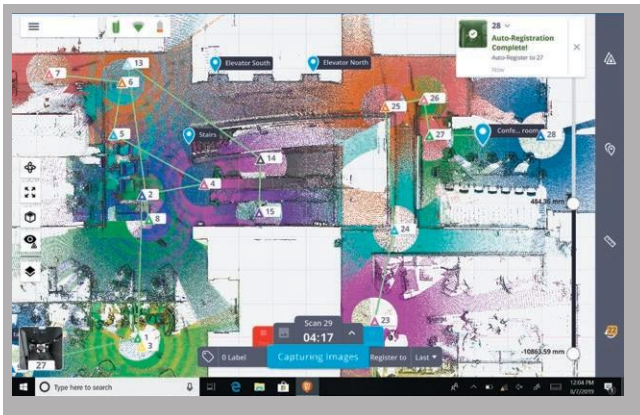 28
Auto-Registration
Complete!
Auto-Register to 27
Now
13
7
6
Elevator South
Elevator North
25
26
5
Stairs
27
Confe... room
28
14
4
2
484.36 mm
15
8
24
23
Scan 29
04:17
1
3
0 Label
Capturing Images
Register to
Last
-10863.59 mm
27
Type here to search
12:04 PM
6/7/2019